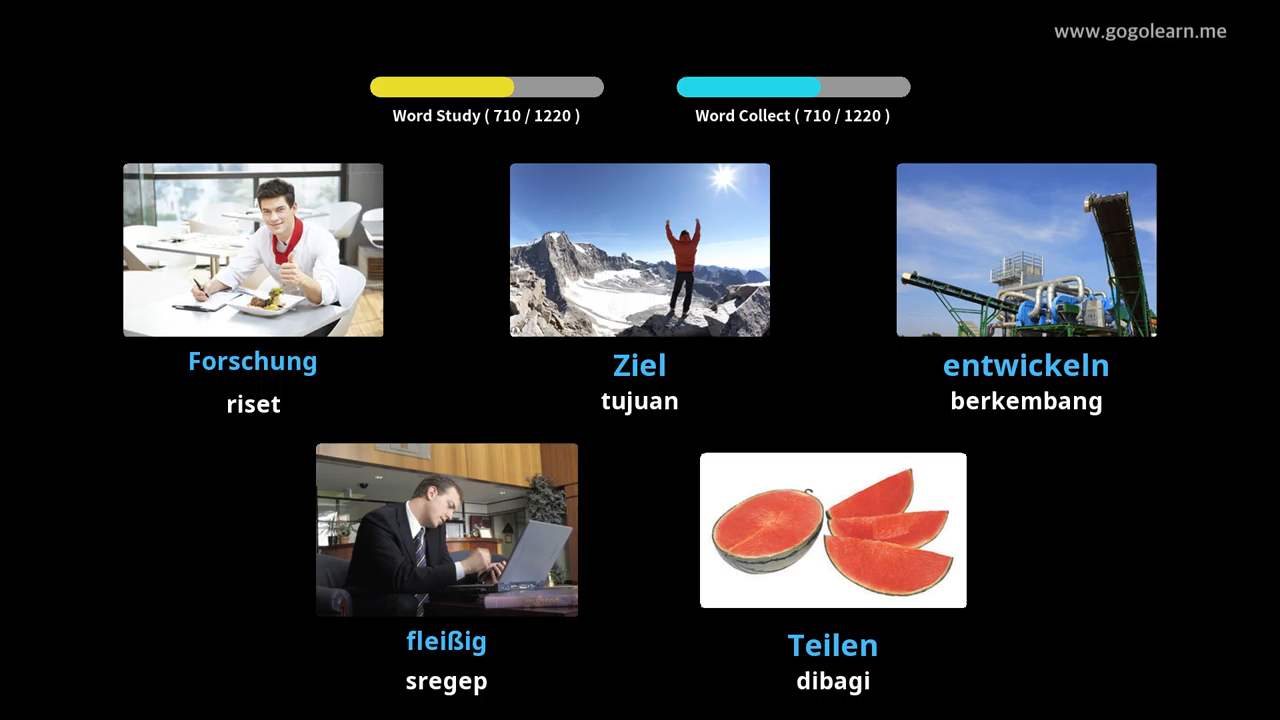 www.gogolearn.me
Word Study ( 710 / 1220 )
Word Collect ( 710 / 1220 )
Forschung
riset
Ziel
tujuan
entwickeln
berkembang
fleißig
sregep
Teilen
dibagi